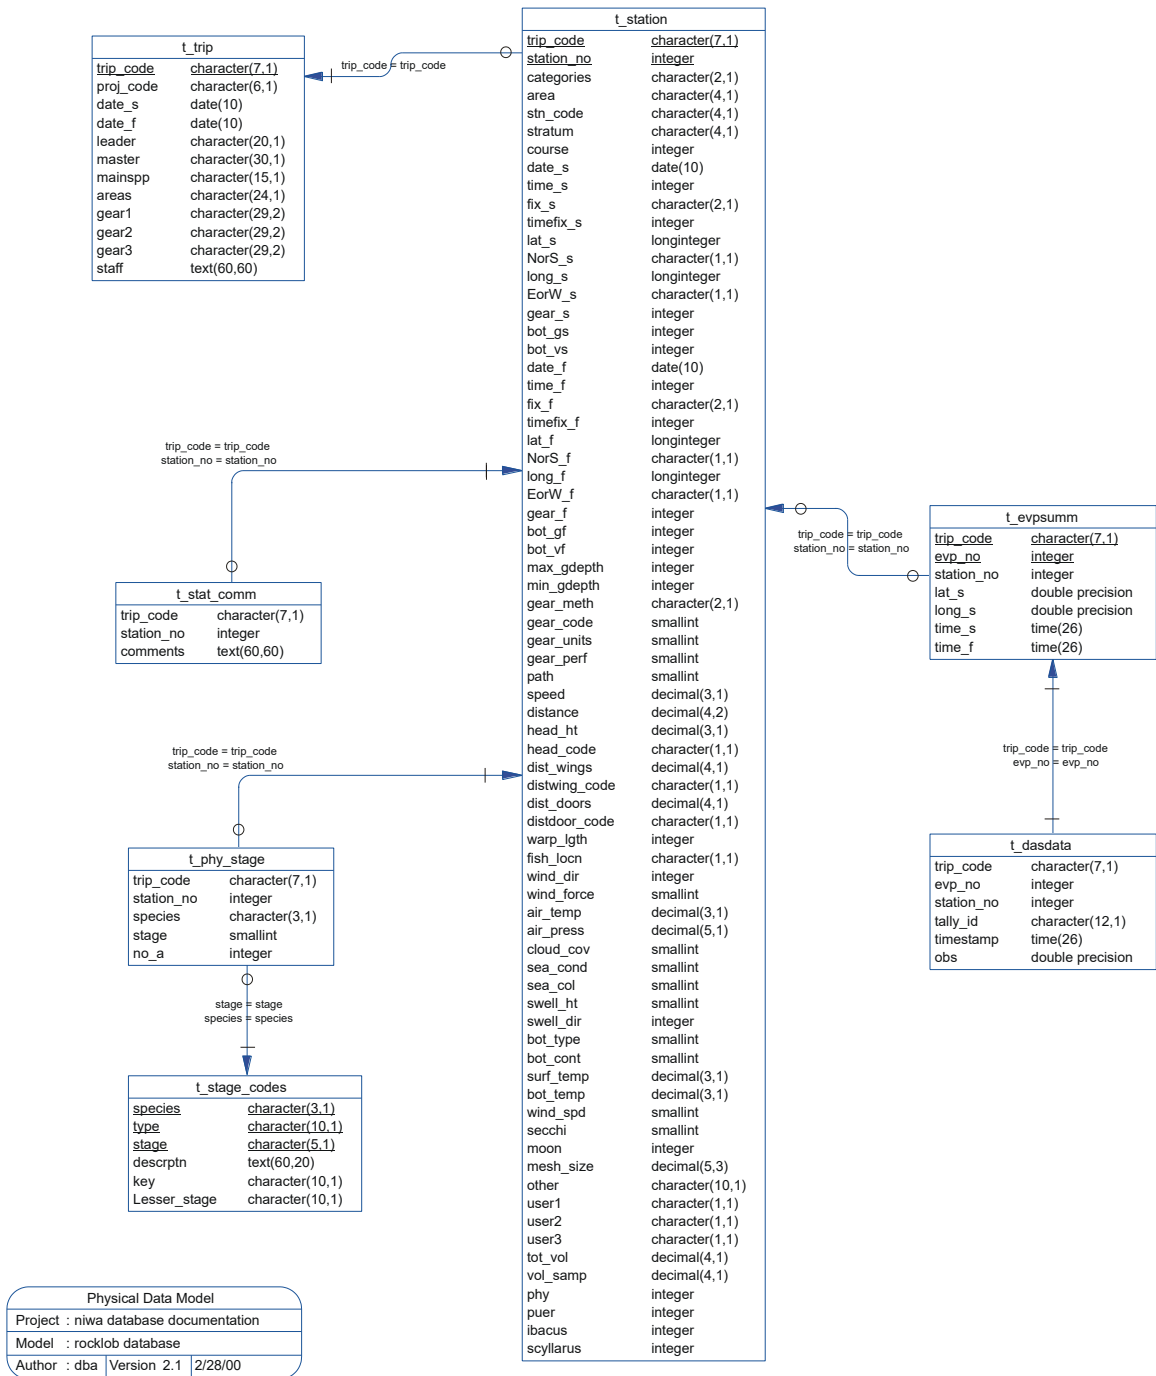 t_trip
trip_code character(7,1)
proj_code character(6,1)
date_s date(10)
date_f date(10)
leader character(20,1)
master character(30,1)
mainspp character(15,1)
areas character(24,1)
gear1 character(29,2)
gear2 character(29,2)
gear3 character(29,2)
staff text(60,60)
trip_code = trip_code
t_station
trip_code character(7,1)
station_no integer
categories character(2,1)
area character(4,1)
stn_code character(4,1)
stratum character(4,1)
course integer
date_s date(10)
time_s integer
fix_s character(2,1)
timefix_s integer
lat_s longinteger
NorS_s character(1,1)
long_s longinteger
EorW_s character(1,1)
gear_s integer
bot_gs integer
bot_vs integer
date_f date(10)
time_f integer
fix_f character(2,1)
timefix_f integer
lat_f longinteger
NorS_f character(1,1)
long_f longinteger
EorW_f character(1,1)
gear_f integer
bot_gf integer
bot_vf integer
max_gdepth integer
min_gdepth integer
gear_meth character(2,1)
gear_code smallint
gear_units smallint
gear_perf smallint
path smallint
speed decimal(3,1)
distance decimal(4,2)
head_ht decimal(3,1)
head_code character(1,1)
dist_wings decimal(4,1)
distwing_code character(1,1)
dist_doors decimal(4,1)
distdoor_code character(1,1)
warp_lgth integer
fish_locn character(1,1)
wind_dir integer
wind_force smallint
air_temp decimal(3,1)
air_press decimal(5,1)
cloud_cov smallint
sea_cond smallint
sea_col smallint
swell_ht smallint
swell_dir integer
bot_type smallint
bot_cont smallint
surf_temp decimal(3,1)
bot_temp decimal(3,1)
wind_spd smallint
secchi smallint
moon integer
mesh_size decimal(5,3)
other character(10,1)
user1 character(1,1)
user2 character(1,1)
user3 character(1,1)
tot_vol decimal(4,1)
vol_samp decimal(4,1)
phy integer
puer integer
ibacus integer
scyllarus integer
trip_code = trip_code
station_no = station_no
t_stat_comm
trip_code character(7,1)
station_no integer
comments text(60,60)
trip_code = trip_code
station_no = station_no
t_phy_stage
trip_code character(7,1)
station_no integer
species character(3,1)
stage smallint
no_a integer
stage = stage
species = species
t_stage_codes
species character(3,1)
type character(10,1)
stage character(5,1)
descrptn text(60,20)
key character(10,1)
Lesser_stage character(10,1)
trip_code = trip_code
station_no = station_no
t_evpsumm
trip_code character(7,1)
evp_no integer
station_no integer
lat_s double precision
long_s double precision
time_s time(26)
time_f time(26)
trip_code = trip_code
evp_no = evp_no
t_dasdata
trip_code character(7,1)
evp_no integer
station_no integer
tally_id character(12,1)
timestamp time(26)
obs double precision
Physical Data Model
Project : niwa database documentation
Model : rocklob database
Author : dba Version 2.1 2/28/00